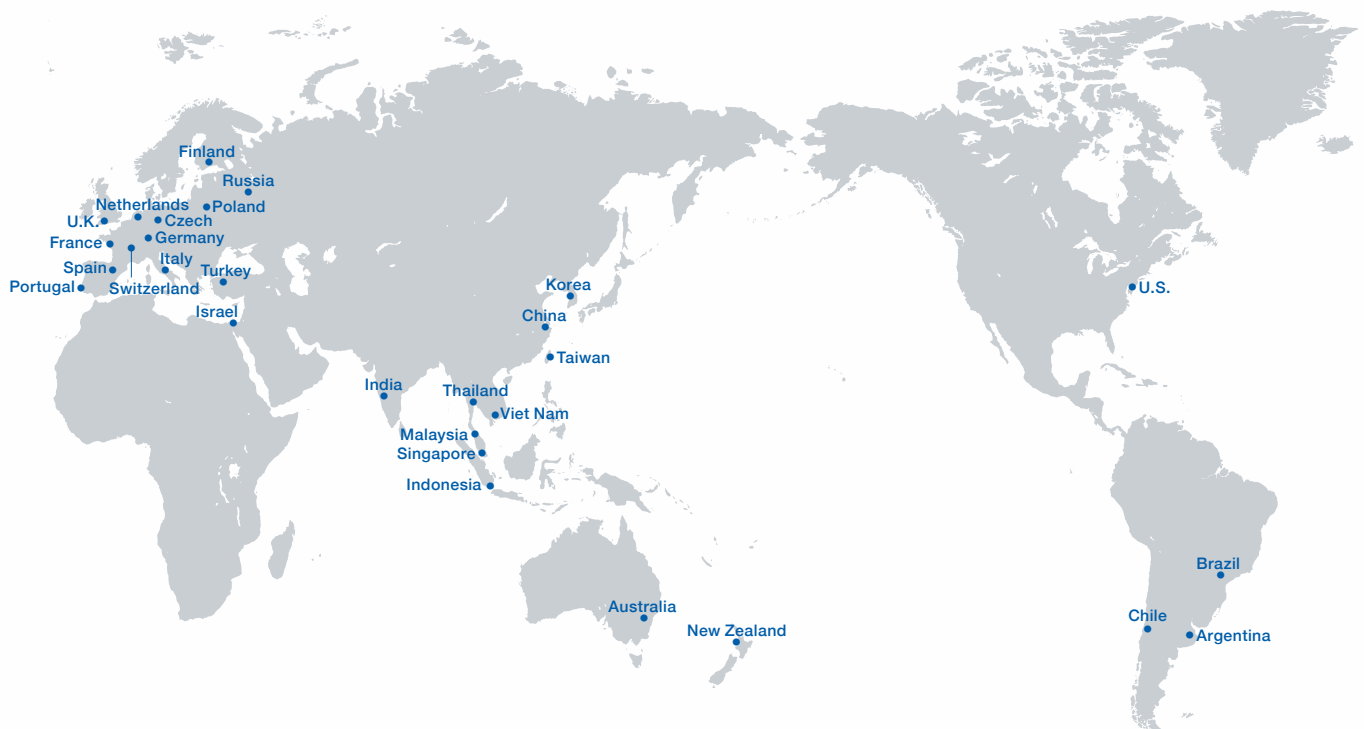 Finland
Russia
Netherlands
Poland
U.K.
Czech
France
Germany
Italy
Spain
Turkey
Portugal
Switzerland
Israel
Korea
China
Taiwan
India
Thailand
Viet Nam
Malaysia
Singapore
Indonesia
Australia
New Zealand
U.S.
Brazil
Chile
Argentina